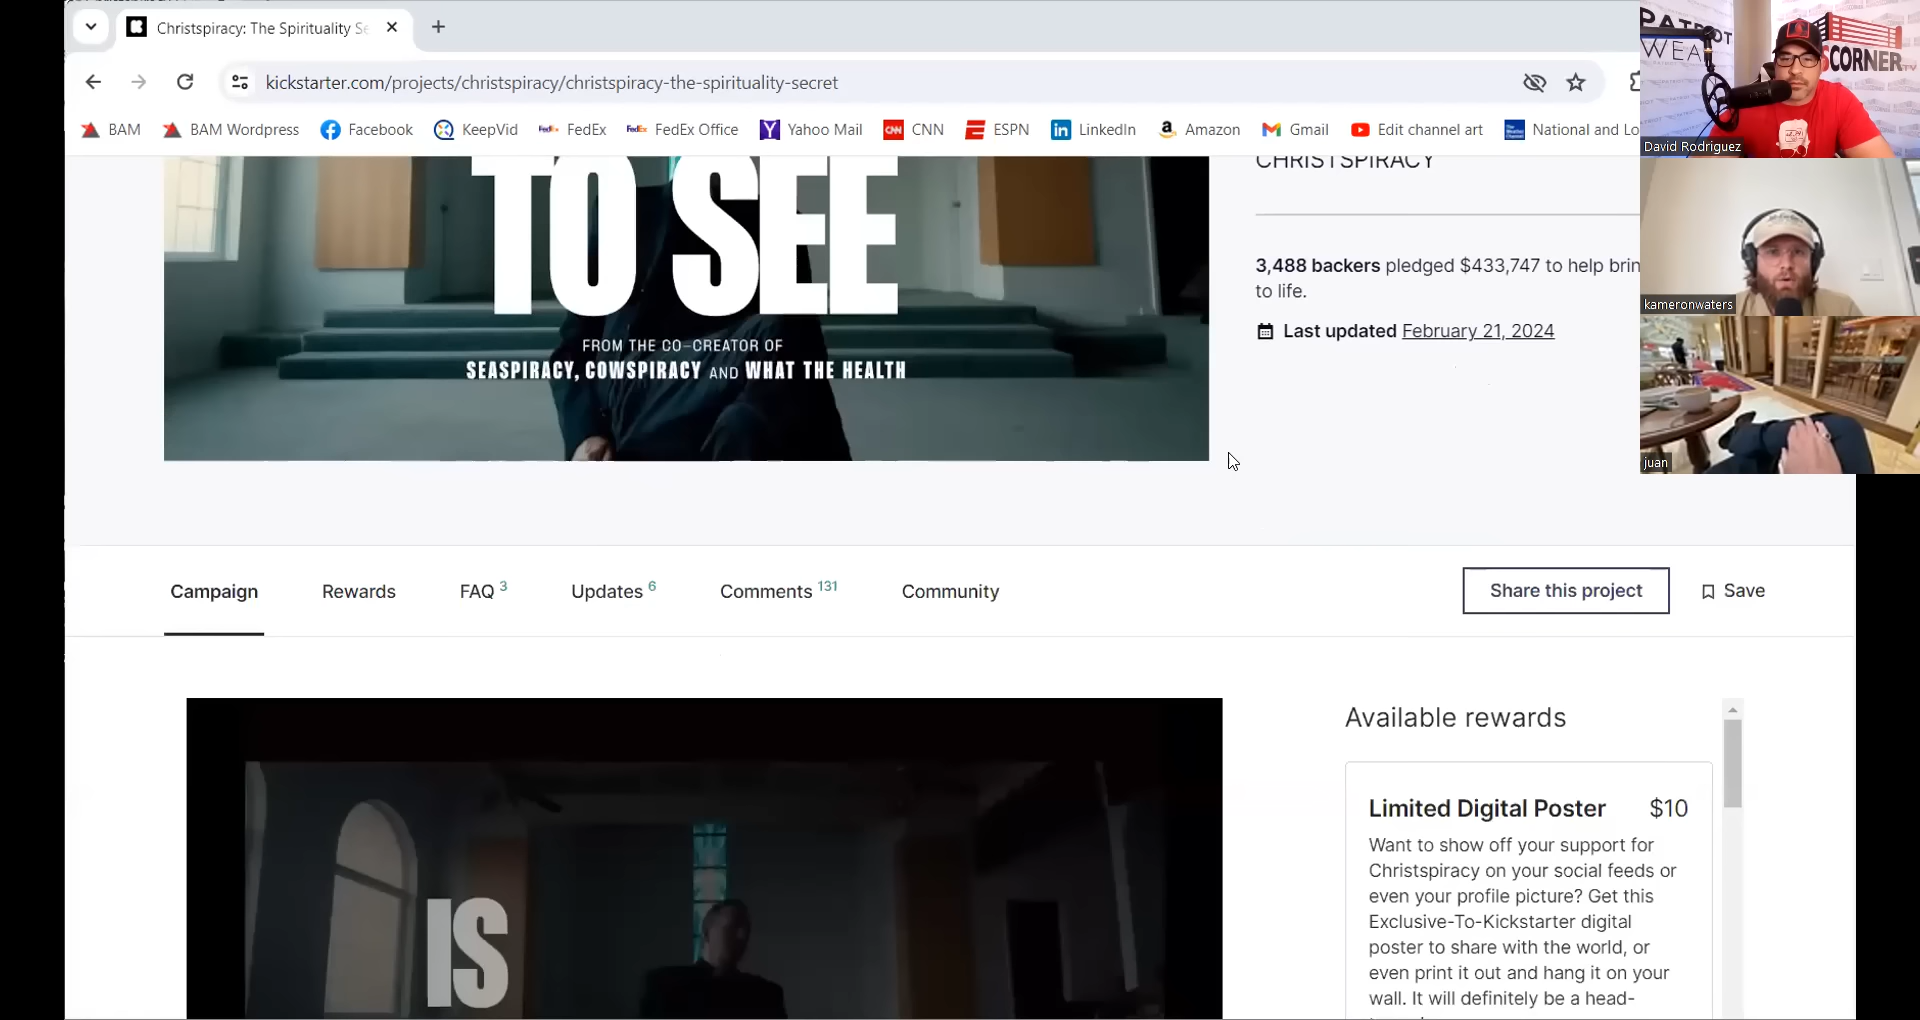 Christspiracy: The Spirituality Se
kickstarter.com/projects/christspiracy/christspiracy-the-spirituality-secret
BAM
BAM Wordpress
Facebook
KeepVid
FedEx
FedEx Office
Yahoo Mail
CNN
ESPN
LinkedIn
Amazon
Gmail
Edit channel art
National and Lo
PATRIOT
WEA
SCORNER
TV
David Rodriguez
kameronwaters
juan
TO SEE
FROM THE CO-CREATOR OF
SEASPIRACY, COWSPIRACY AND WHAT THE HEALTH
CHRISTSPIRACY
3,488 backers pledged $433,747 to help brin
to life.
Last updated February 21, 2024
Campaign
Rewards
FAQ 3
Updates 6
Comments 131
Community
Share this project
Save
IS
Available rewards
Limited Digital Poster $10
Want to show off your support for
Christspiracy on your social feeds or
even your profile picture? Get this
Exclusive-To-Kickstarter digital
poster to share with the world, or
even print it out and hang it on your
wall. It will definitely be a head-